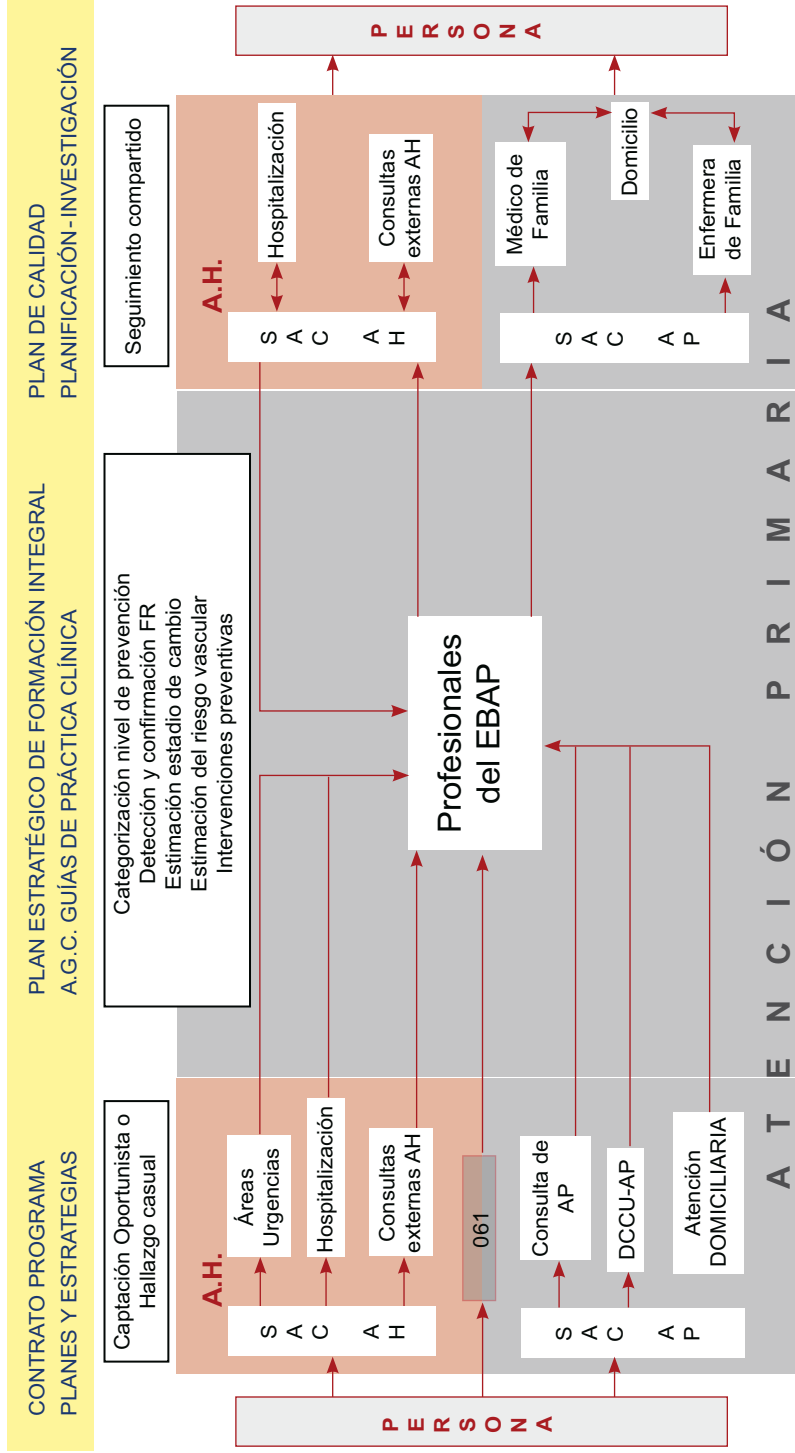 CONTRATO PROGRAMA
PLANES Y ESTRATEGIAS
PLAN ESTRATÉGICO DE FORMACIÓN INTEGRAL
A.G.C. GUÍAS DE PRÁCTICA CLÍNICA
PLAN DE CALIDAD
PLANIFICACIÓN-INVESTIGACIÓN
Captación Oportunista o
Hallazgo casual
Categorización nivel de prevención
Detección y confirmación FR
Estimación estadio de cambio
Estimación del riesgo vascular
Intervenciones preventivas
Seguimiento compartido
PERSONA
A.H.
SAC AH
Áreas
Urgencias
Hospitalización
Consultas
externas AH
061
SAC AP
Consulta de
AP
DCCU-AP
Atención
DOMICILIARIA
Profesionales
del EBAP
A.H.
SAC AH
Hospitalización
Consultas
externas AH
SAC AP
Médico de
Familia
Enfermera
de Familia
Domicilio
PERSONA
ATENCIÓN PRIMARIA